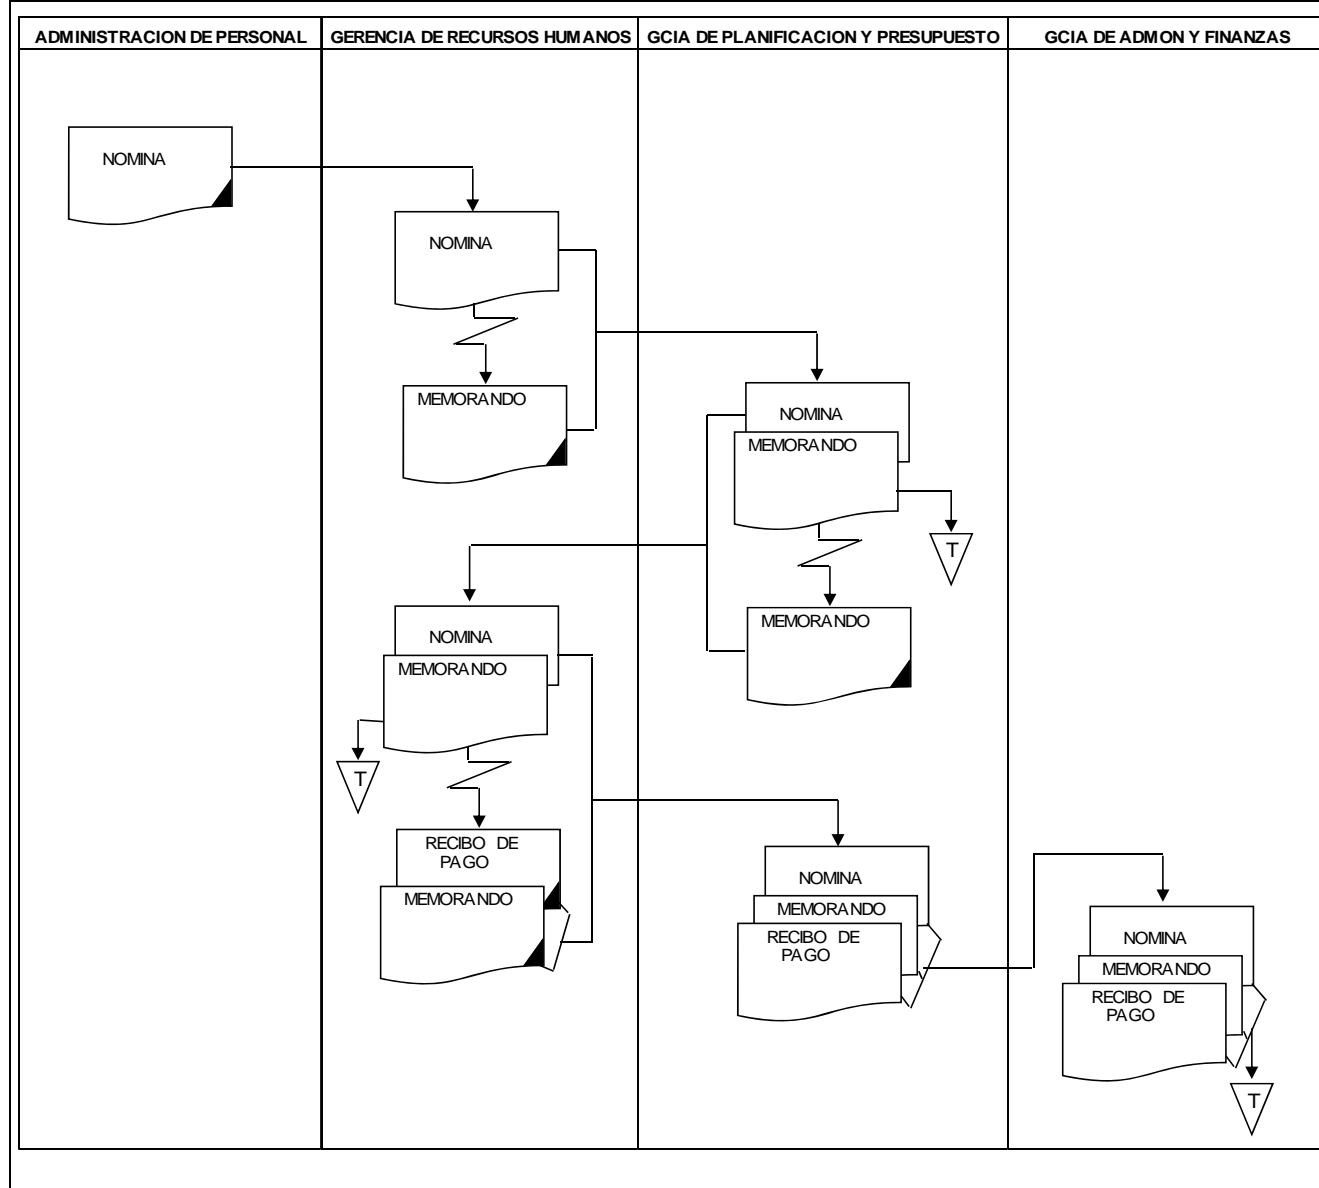 ADMINISTRACION DE PERSONAL
GERENCIA DE RECURSOS HUMANOS
GCIA DE PLANIFICACION Y PRESUPUESTO
GCIA DE ADMON Y FINANZAS
NOMINA
NOMINA
MEMORANDO
NOMINA
MEMORANDO
T
MEMORANDO
NOMINA
MEMORANDO
T
RECIBO DE
PAGO
MEMORANDO
NOMINA
MEMORANDO
RECIBO DE
PAGO
NOMINA
MEMORANDO
RECIBO DE
PAGO
T